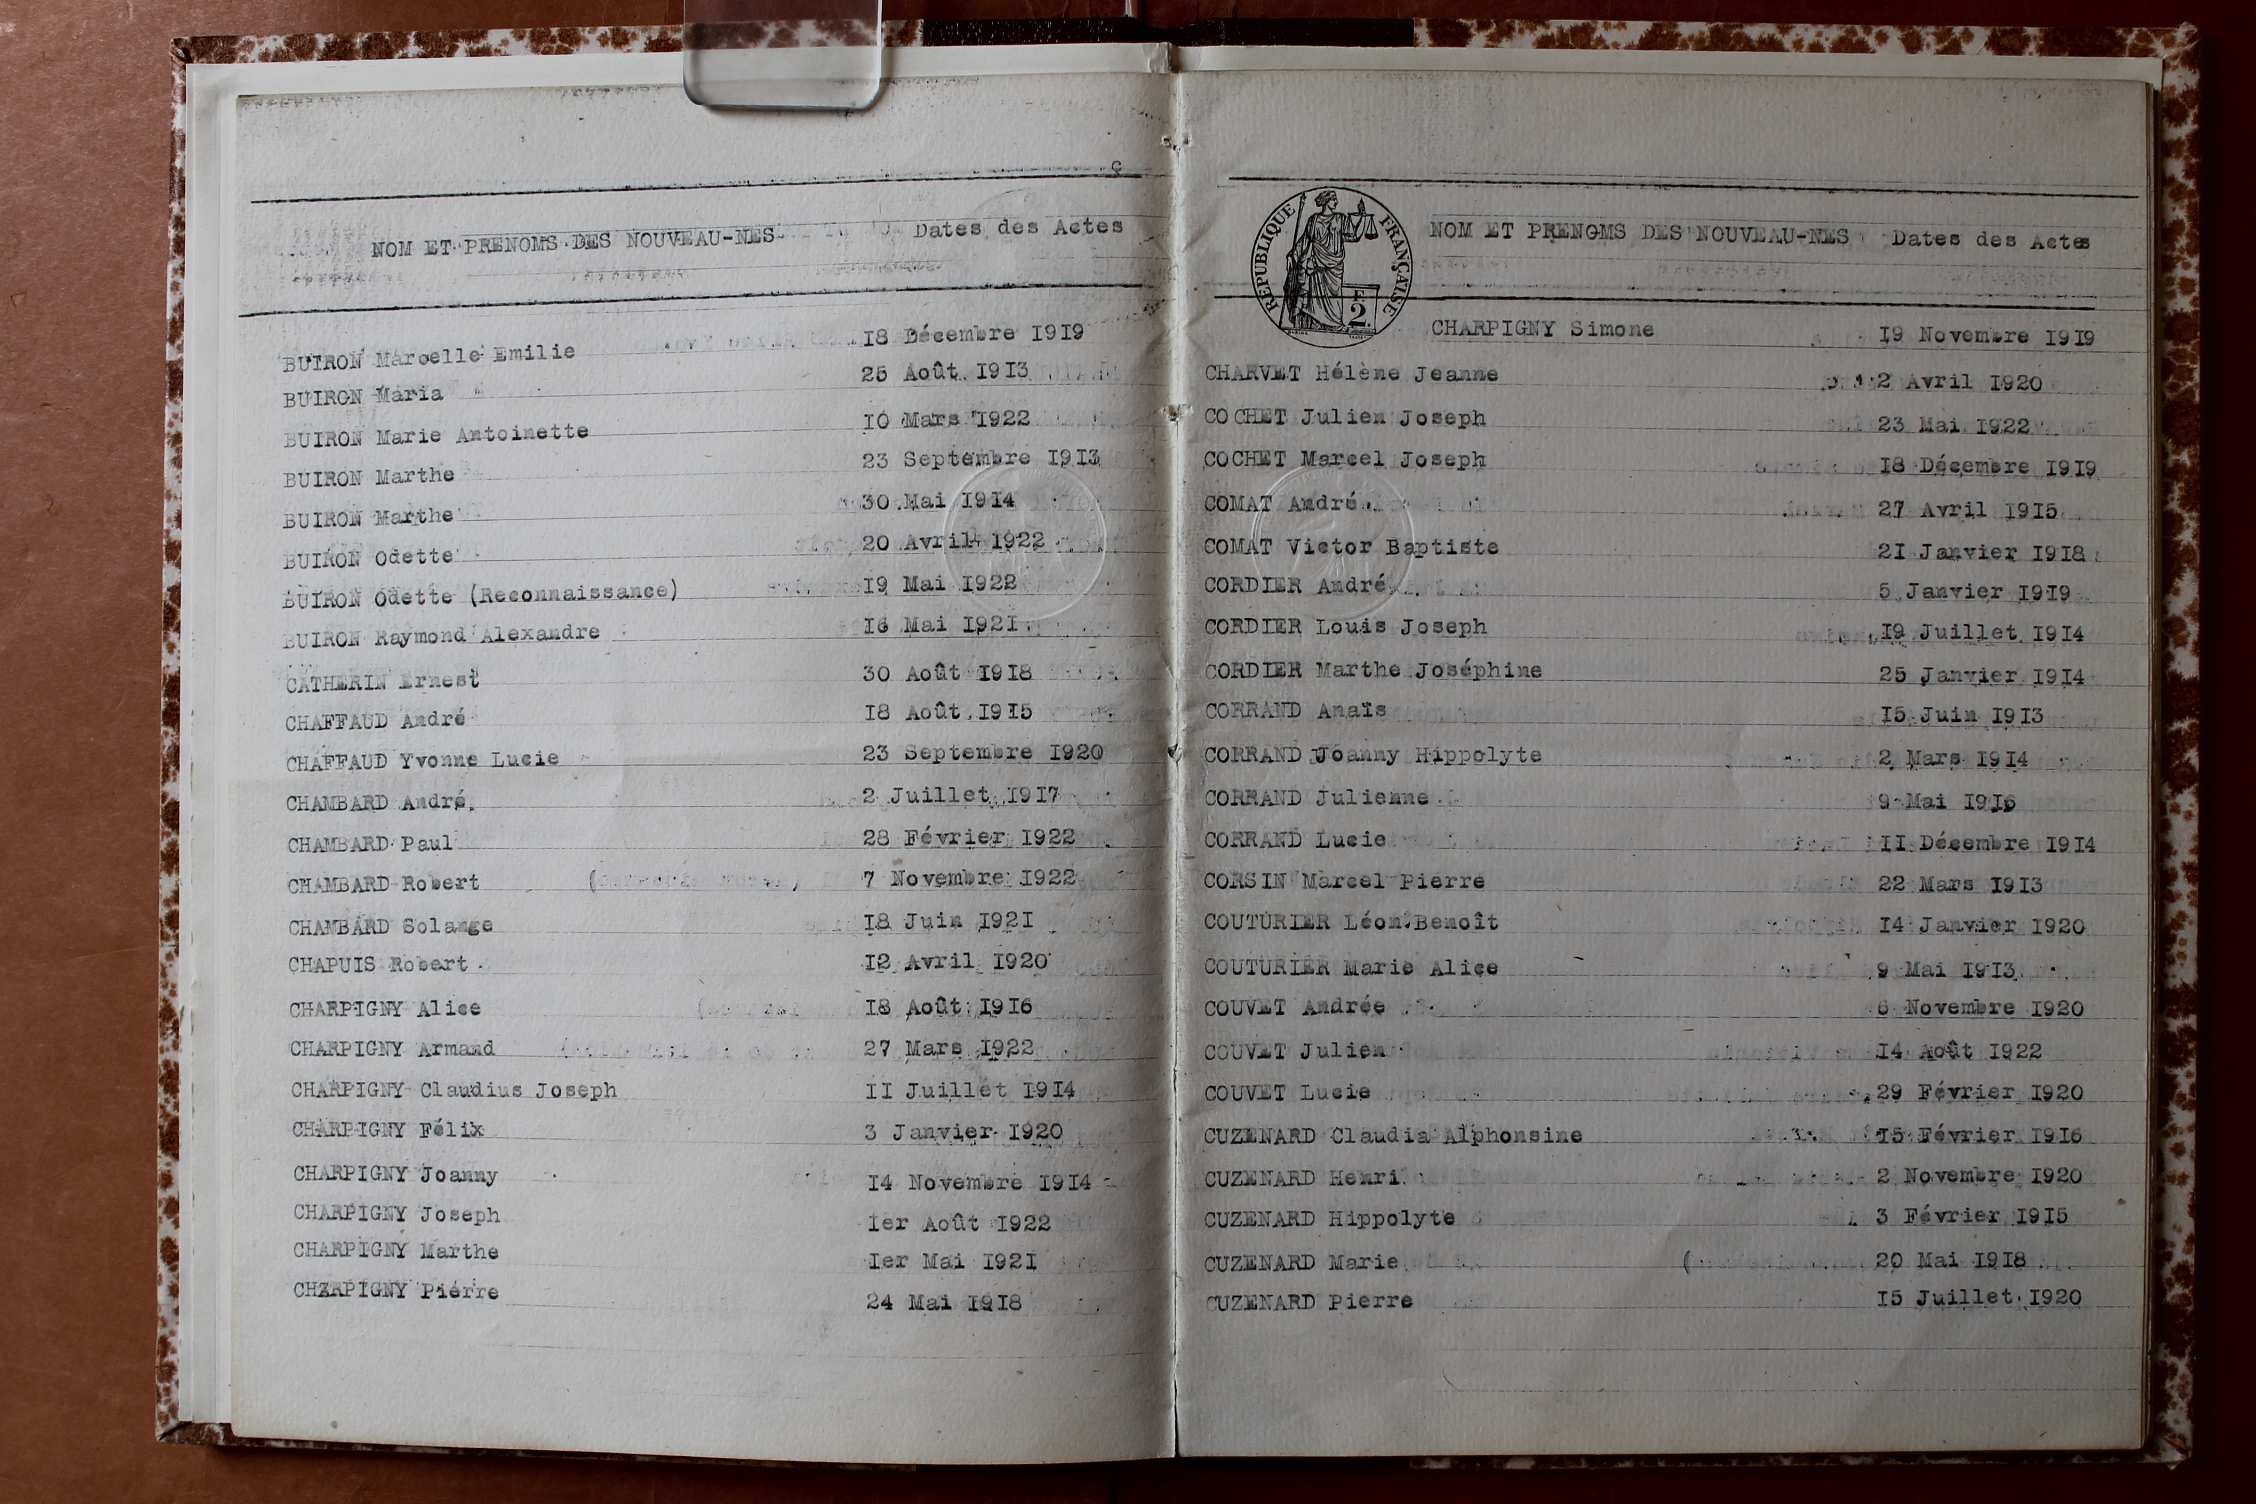 NOM ET PRENOMS DES NOUVEAU-NES Dates des Actes
BUIRON Marcelle Emilie 18 Décembre 1919
BUIRON Maria 25 Août 1913
BUIRON Marie Antoinette 10 Mars 1922
BUIRON Marthe 23 Septembre 1913
BUIRON Marthe 30 Mai 1914
BUIRON Odette 20 Avril 1922
BUIRON Odette (Reconnaissance) 19 Mai 1922
BUIRON Raymond Alexandre 16 Mai 1921
CATHERIN Ernest 30 Août 1918
CHAFFAUD André 18 Août 1915
CHAFFAUD Yvonne Lucie 23 Septembre 1920
CHAMBARD André 2 Juillet 1917
CHAMBARD Paul 28 Février 1922
CHAMBARD Robert 7 Novembre 1922
CHAMBARD Solange 18 Juin 1921
CHAPUIS Robert 12 Avril 1920
CHARPIGNY Alice 18 Août 1916
CHARPIGNY Armand 27 Mars 1922
CHARPIGNY Claudius Joseph 11 Juillet 1914
CHARPIGNY Félix 3 Janvier 1920
CHARPIGNY Joanny 14 Novembre 1914
CHARPIGNY Joseph 1er Août 1922
CHARPIGNY Marthe 1er Mai 1921
CHARPIGNY Pierre 24 Mai 1918
REPUBLIQUE FRANÇAISE
2F.
NOM ET PRENOMS DES NOUVEAU-NES Dates des Actes
CHARPIGNY Simone 19 Novembre 1919
CHARVET Hélène Jeanne 2 Avril 1920
COCHET Julien Joseph 23 Mai 1922
COCHET Marcel Joseph 18 Décembre 1919
COMAT André 27 Avril 1915
COMAT Victor Baptiste 21 Janvier 1918
CORDIER André 5 Janvier 1919
CORDIER Louis Joseph 19 Juillet 1914
CORDIER Marthe Joséphine 25 Janvier 1914
CORRAND Anaïs 15 Juin 1913
CORRAND Joanny Hippolyte 2 Mars 1914
CORRAND Julienne 9 Mai 1916
CORRAND Lucie 11 Décembre 1914
CORSIN Marcel Pierre 22 Mars 1913
COUTURIER Léon Benoît 14 Janvier 1920
COUTURIER Marie Alice 9 Mai 1913
COUVET Andrée 6 Novembre 1920
COUVET Julien 14 Août 1922
COUVET Lucie 29 Février 1920
CUZENARD Claudia Alphonsine 15 Février 1916
CUZENARD Henri 2 Novembre 1920
CUZENARD Hippolyte 3 Février 1915
CUZENARD Marie 20 Mai 1918
CUZENARD Pierre 15 Juillet 1920